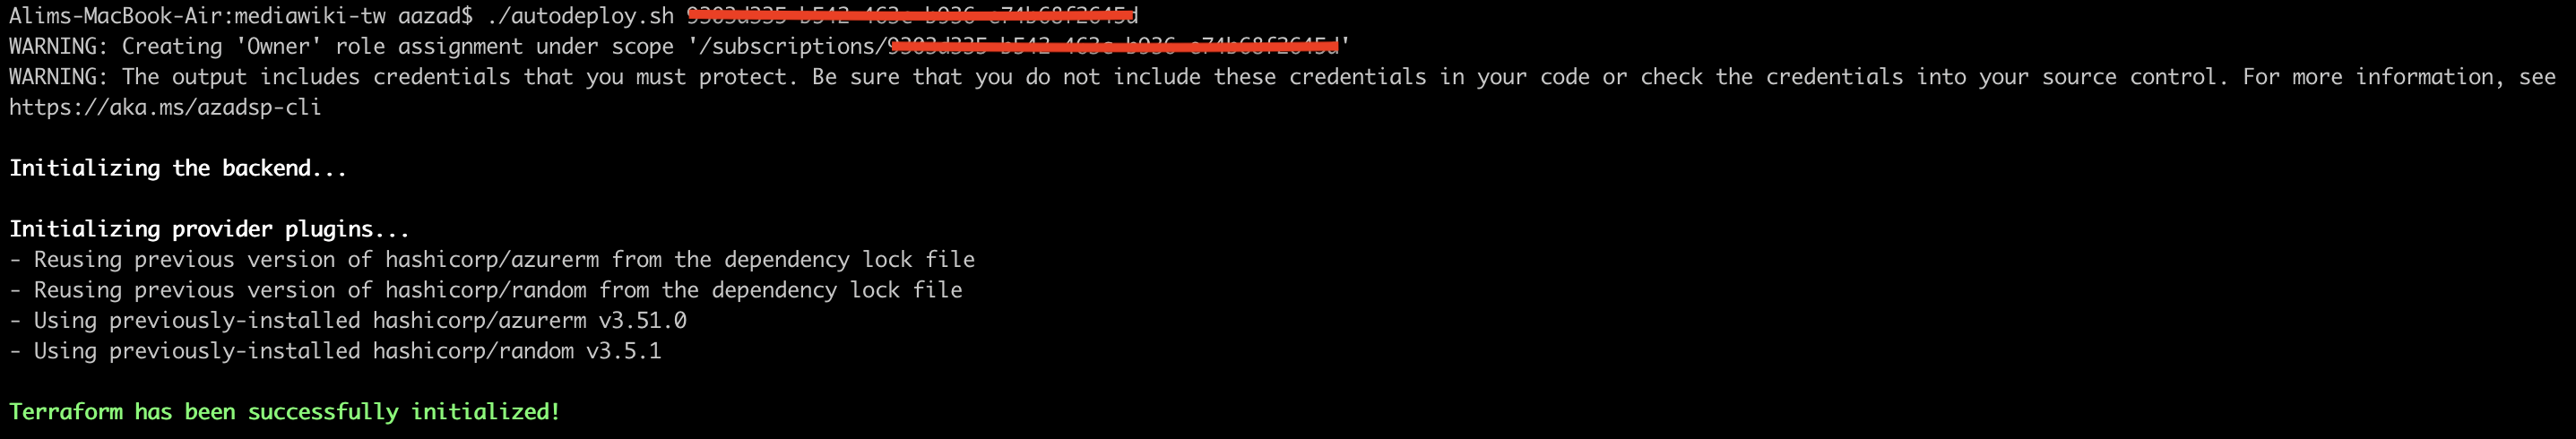 Alims-MacBook-Air:mediawiki-tw aazad$ ./autodeploy.sh
WARNING: Creating 'Owner' role assignment under scope '/subscriptions/
WARNING: The output includes credentials that you must protect. Be sure that you do not include these credentials in your code or check the credentials into your source control. For more information, see
https://aka.ms/azadsp-cli
Initializing the backend...
Initializing provider plugins...
- Reusing previous version of hashicorp/azurerm from the dependency lock file
- Reusing previous version of hashicorp/random from the dependency lock file
- Using previously-installed hashicorp/azurerm v3.51.0
- Using previously-installed hashicorp/random v3.5.1
Terraform has been successfully initialized!